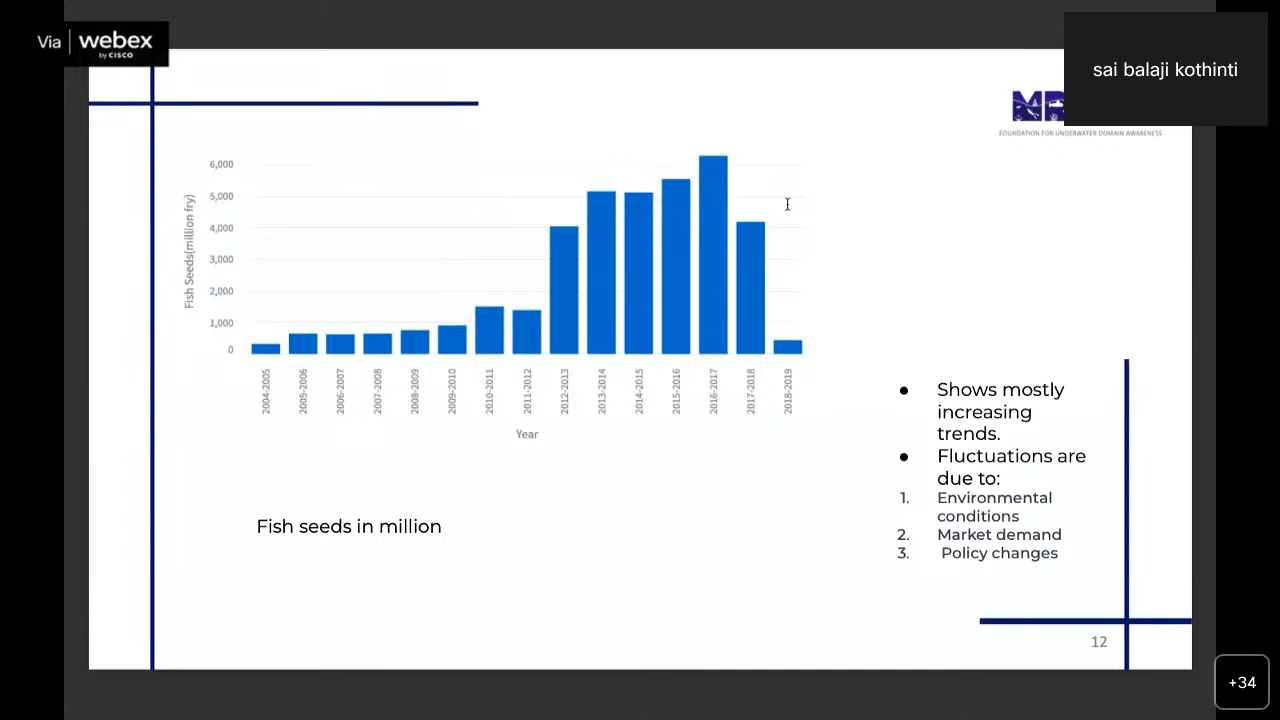 Via webex
by CISCO
sai balaji kothinti
FOUNDATION FOR UNDERWATER DOMAIN AWARENESS
Fish Seeds(million fry)
6,000
5,000
4,000
3,000
2,000
1,000
0
2004-2005
2005-2006
2006-2007
2007-2008
2008-2009
2009-2010
2010-2011
2011-2012
2012-2013
2013-2014
2014-2015
2015-2016
2016-2017
2017-2018
2018-2019
Year
● Shows mostly
increasing
trends.
● Fluctuations are
due to:
1. Environmental
conditions
2. Market demand
3. Policy changes
Fish seeds in million
12
+34